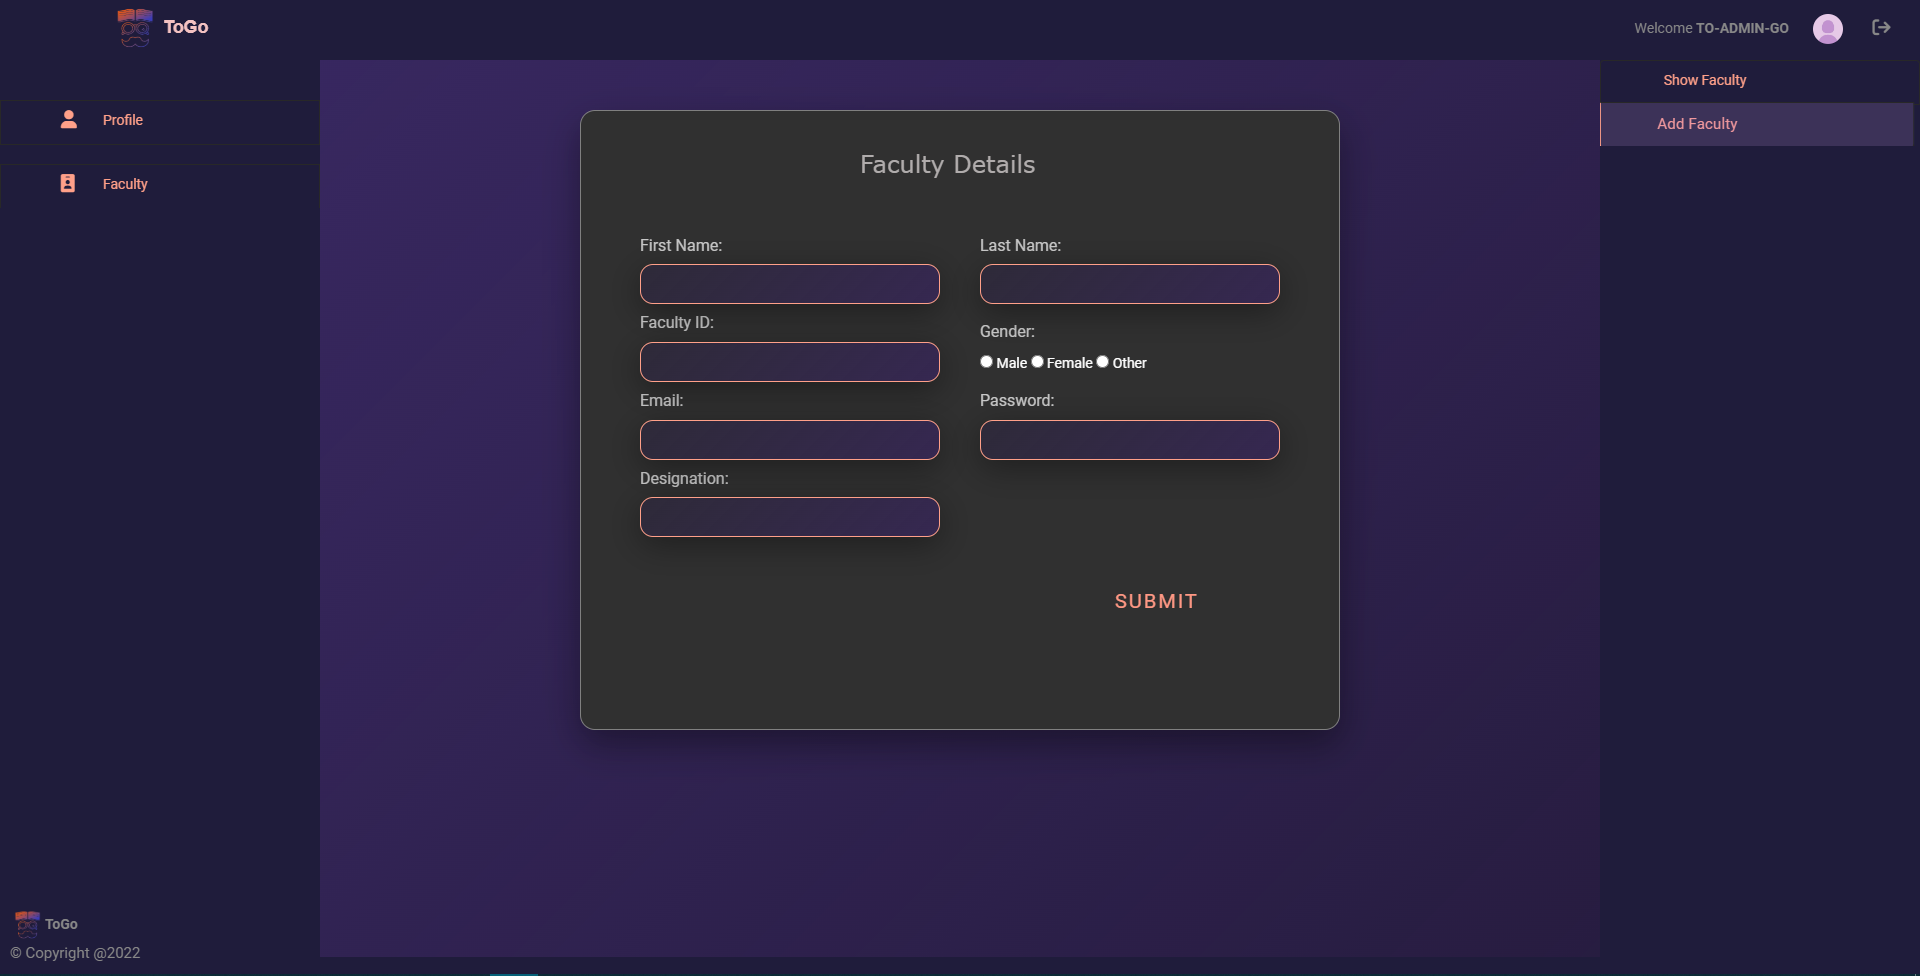 ToGo
Welcome TO-ADMIN-GO
Profile
Faculty
Show Faculty
Add Faculty
Faculty Details
First Name:
Last Name:
Faculty ID:
Gender:
Male Female Other
Email:
Password:
Designation:
SUBMIT
ToGo
© Copyright @2022